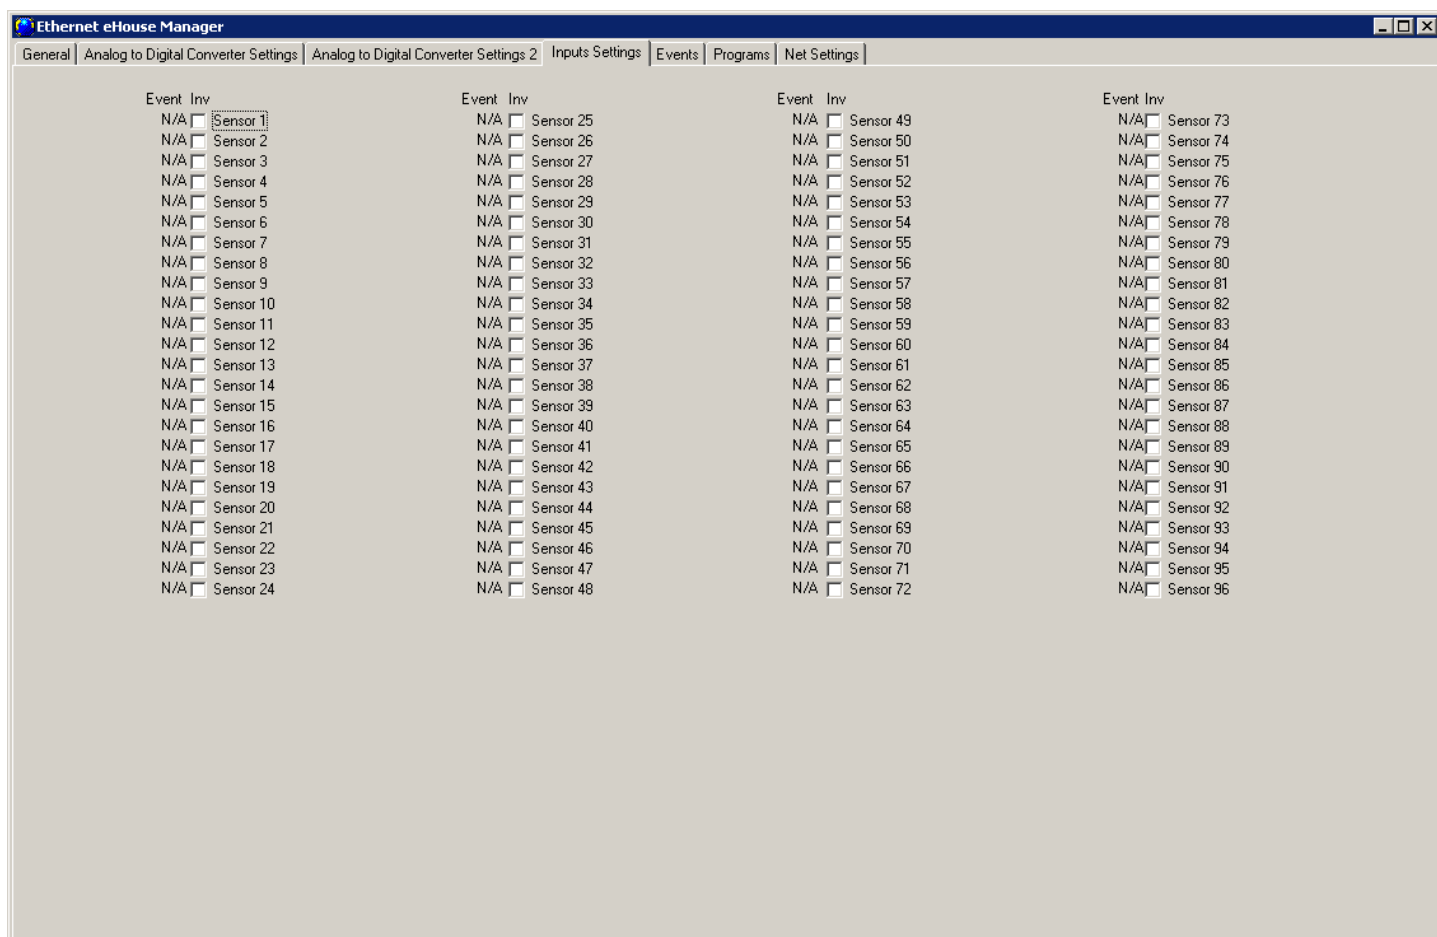 Ethernet eHouse Manager
General Analog to Digital Converter Settings Analog to Digital Converter Settings 2 Inputs Settings Events Programs Net Settings
Event Inv Event Inv Event Inv Event Inv
N/A Sensor 1 N/A Sensor 25 N/A Sensor 49 N/A Sensor 73
N/A Sensor 2 N/A Sensor 26 N/A Sensor 50 N/A Sensor 74
N/A Sensor 3 N/A Sensor 27 N/A Sensor 51 N/A Sensor 75
N/A Sensor 4 N/A Sensor 28 N/A Sensor 52 N/A Sensor 76
N/A Sensor 5 N/A Sensor 29 N/A Sensor 53 N/A Sensor 77
N/A Sensor 6 N/A Sensor 30 N/A Sensor 54 N/A Sensor 78
N/A Sensor 7 N/A Sensor 31 N/A Sensor 55 N/A Sensor 79
N/A Sensor 8 N/A Sensor 32 N/A Sensor 56 N/A Sensor 80
N/A Sensor 9 N/A Sensor 33 N/A Sensor 57 N/A Sensor 81
N/A Sensor 10 N/A Sensor 34 N/A Sensor 58 N/A Sensor 82
N/A Sensor 11 N/A Sensor 35 N/A Sensor 59 N/A Sensor 83
N/A Sensor 12 N/A Sensor 36 N/A Sensor 60 N/A Sensor 84
N/A Sensor 13 N/A Sensor 37 N/A Sensor 61 N/A Sensor 85
N/A Sensor 14 N/A Sensor 38 N/A Sensor 62 N/A Sensor 86
N/A Sensor 15 N/A Sensor 39 N/A Sensor 63 N/A Sensor 87
N/A Sensor 16 N/A Sensor 40 N/A Sensor 64 N/A Sensor 88
N/A Sensor 17 N/A Sensor 41 N/A Sensor 65 N/A Sensor 89
N/A Sensor 18 N/A Sensor 42 N/A Sensor 66 N/A Sensor 90
N/A Sensor 19 N/A Sensor 43 N/A Sensor 67 N/A Sensor 91
N/A Sensor 20 N/A Sensor 44 N/A Sensor 68 N/A Sensor 92
N/A Sensor 21 N/A Sensor 45 N/A Sensor 69 N/A Sensor 93
N/A Sensor 22 N/A Sensor 46 N/A Sensor 70 N/A Sensor 94
N/A Sensor 23 N/A Sensor 47 N/A Sensor 71 N/A Sensor 95
N/A Sensor 24 N/A Sensor 48 N/A Sensor 72 N/A Sensor 96